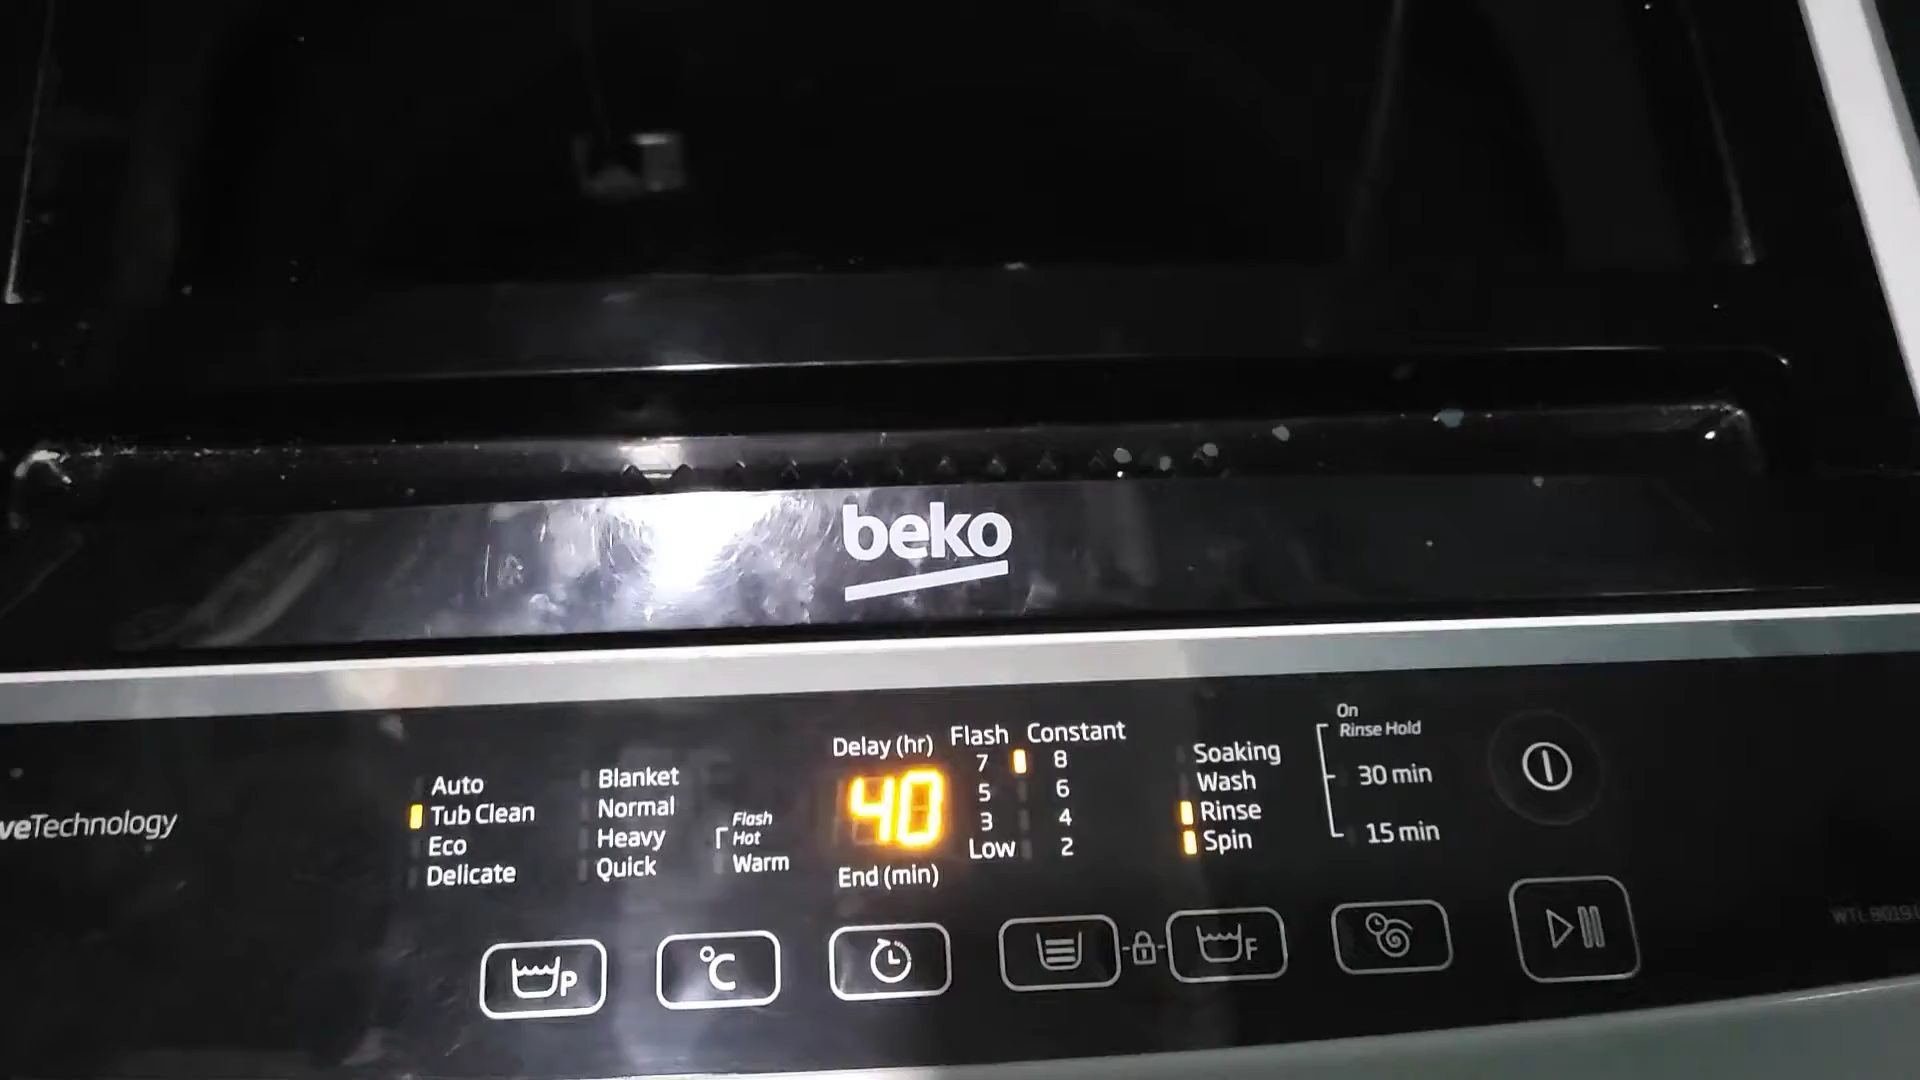 beko
veTechnology
Auto
Tub Clean
Eco
Delicate
Blanket
Normal
Heavy
Quick
Flash
Hot
Warm
Delay (hr)
40
End (min)
Flash
7
5
3
Low
Constant
8
6
4
2
Soaking
Wash
Rinse
Spin
On
Rinse Hold
30 min
15 min
P
°C
F